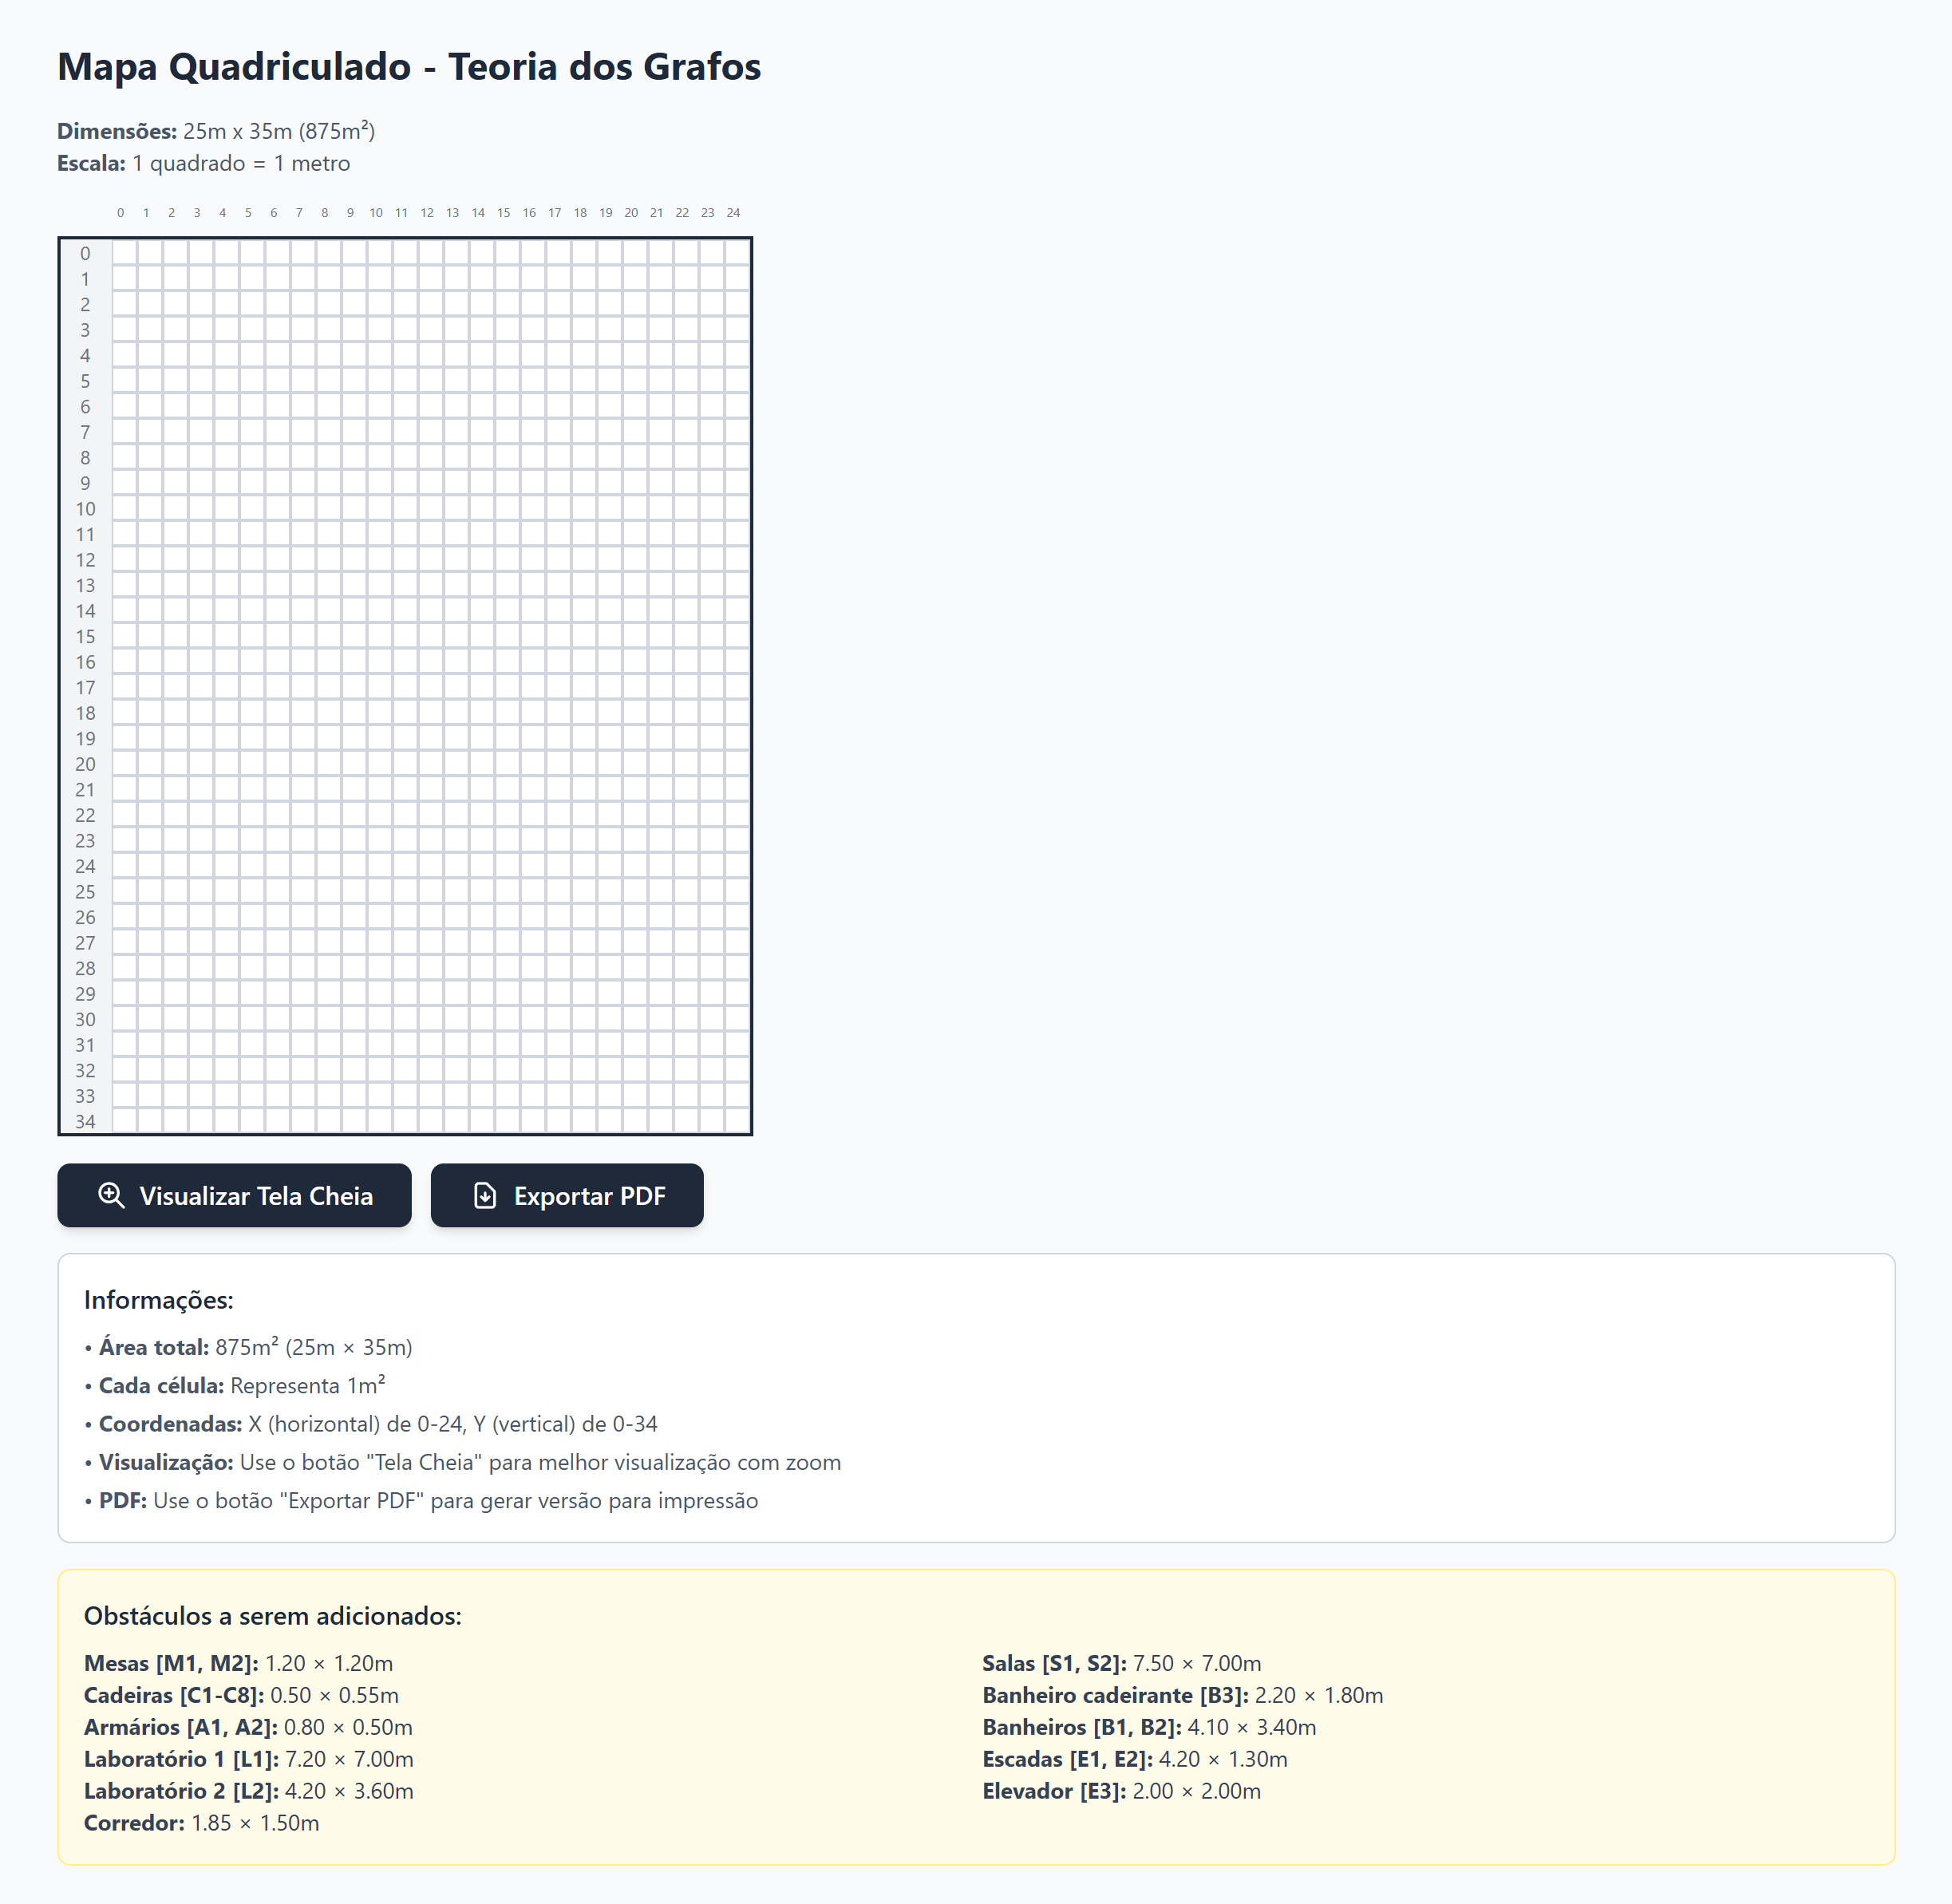 Mapa Quadriculado - Teoria dos Grafos
Dimensões: 25m x 35m (875m²)
Escala: 1 quadrado = 1 metro
0 1 2 3 4 5 6 7 8 9 10 11 12 13 14 15 16 17 18 19 20 21 22 23 24
0
1
2
3
4
5
6
7
8
9
10
11
12
13
14
15
16
17
18
19
20
21
22
23
24
25
26
27
28
29
30
31
32
33
34
Visualizar Tela Cheia
Exportar PDF
Informações:
• Área total: 875m² (25m × 35m)
• Cada célula: Representa 1m²
• Coordenadas: X (horizontal) de 0-24, Y (vertical) de 0-34
• Visualização: Use o botão "Tela Cheia" para melhor visualização com zoom
• PDF: Use o botão "Exportar PDF" para gerar versão para impressão
Obstáculos a serem adicionados:
Mesas [M1, M2]: 1.20 × 1.20m
Cadeiras [C1-C8]: 0.50 × 0.55m
Armários [A1, A2]: 0.80 × 0.50m
Laboratório 1 [L1]: 7.20 × 7.00m
Laboratório 2 [L2]: 4.20 × 3.60m
Corredor: 1.85 × 1.50m
Salas [S1, S2]: 7.50 × 7.00m
Banheiro cadeirante [B3]: 2.20 × 1.80m
Banheiros [B1, B2]: 4.10 × 3.40m
Escadas [E1, E2]: 4.20 × 1.30m
Elevador [E3]: 2.00 × 2.00m